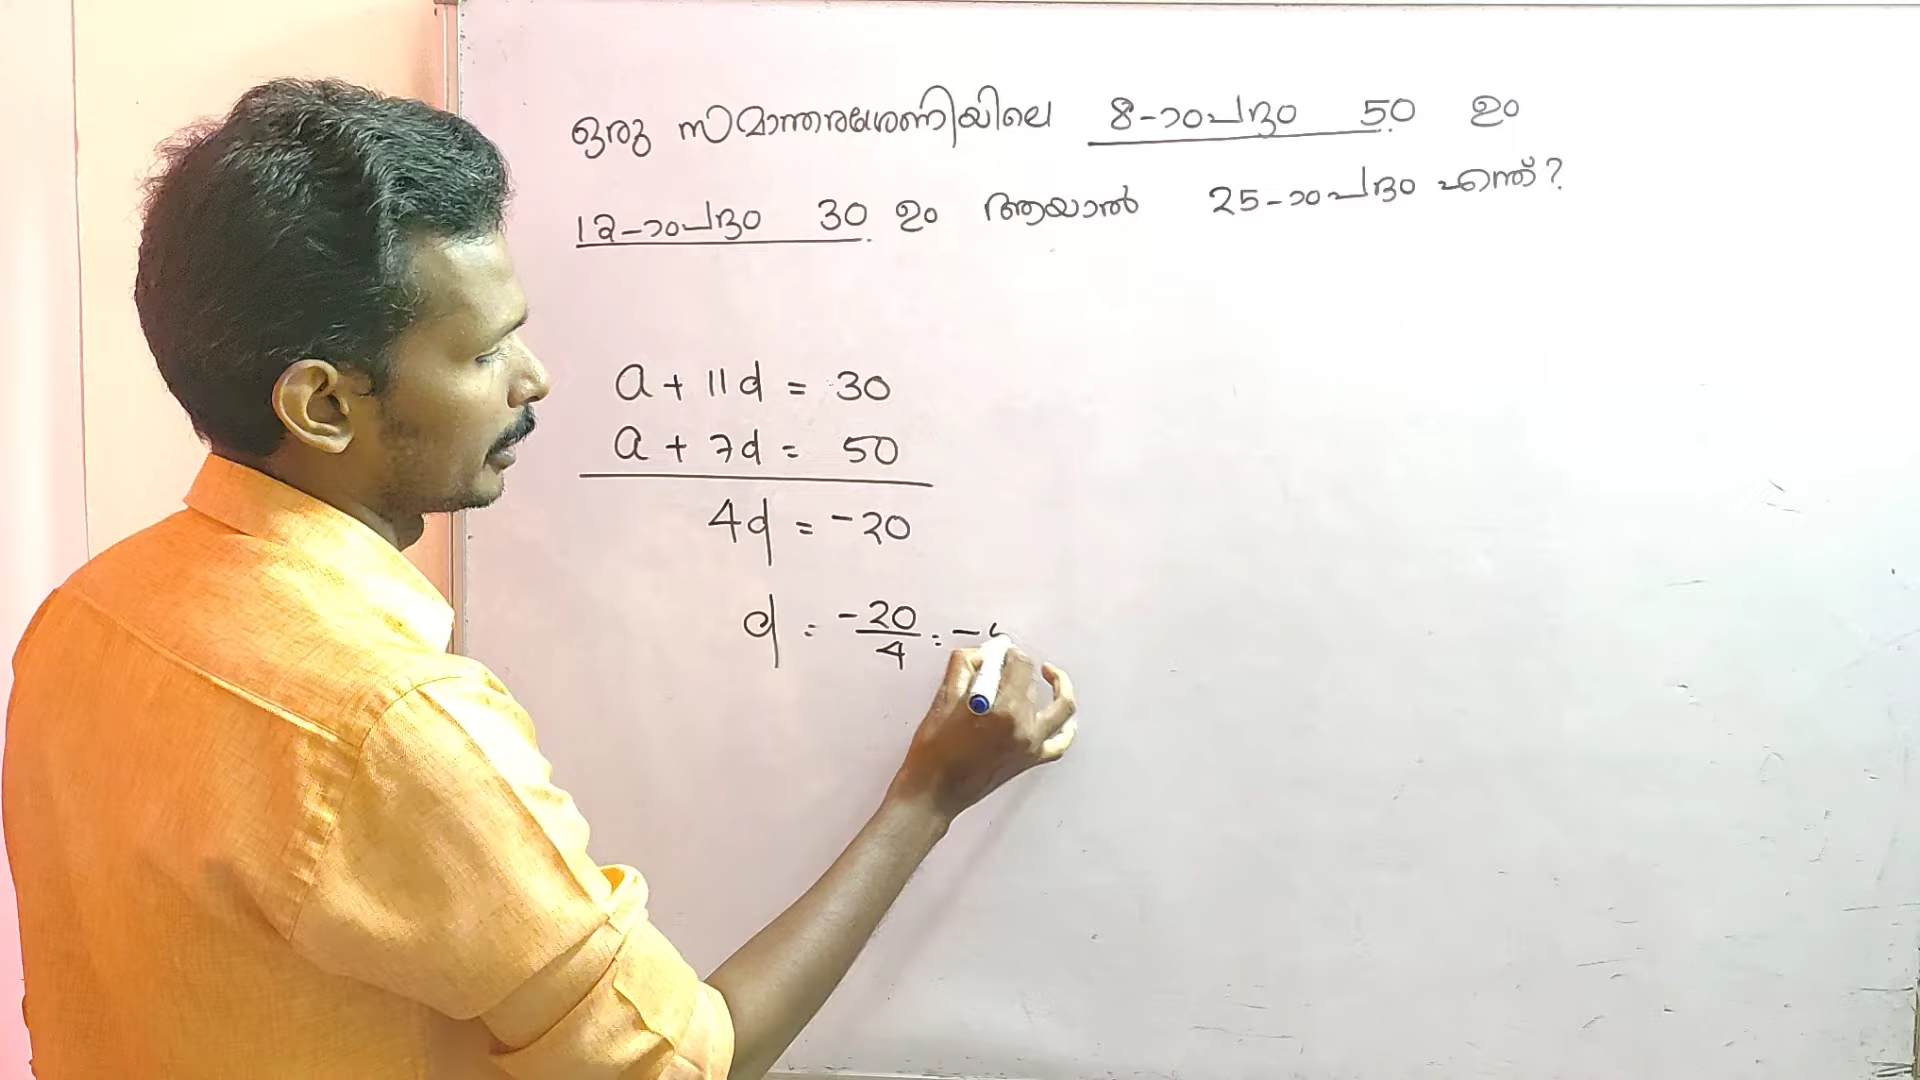 ഒരു സമാന്തരശ്രേണിയിലെ 8-ാംപദം 50 ഉം
12-ാംപദം 30 ഉം ആയാൽ 25-ാംപദം എന്ത്?
a + 11d = 30
a + 7d = 50
4d = -20
d = -20/4 = -